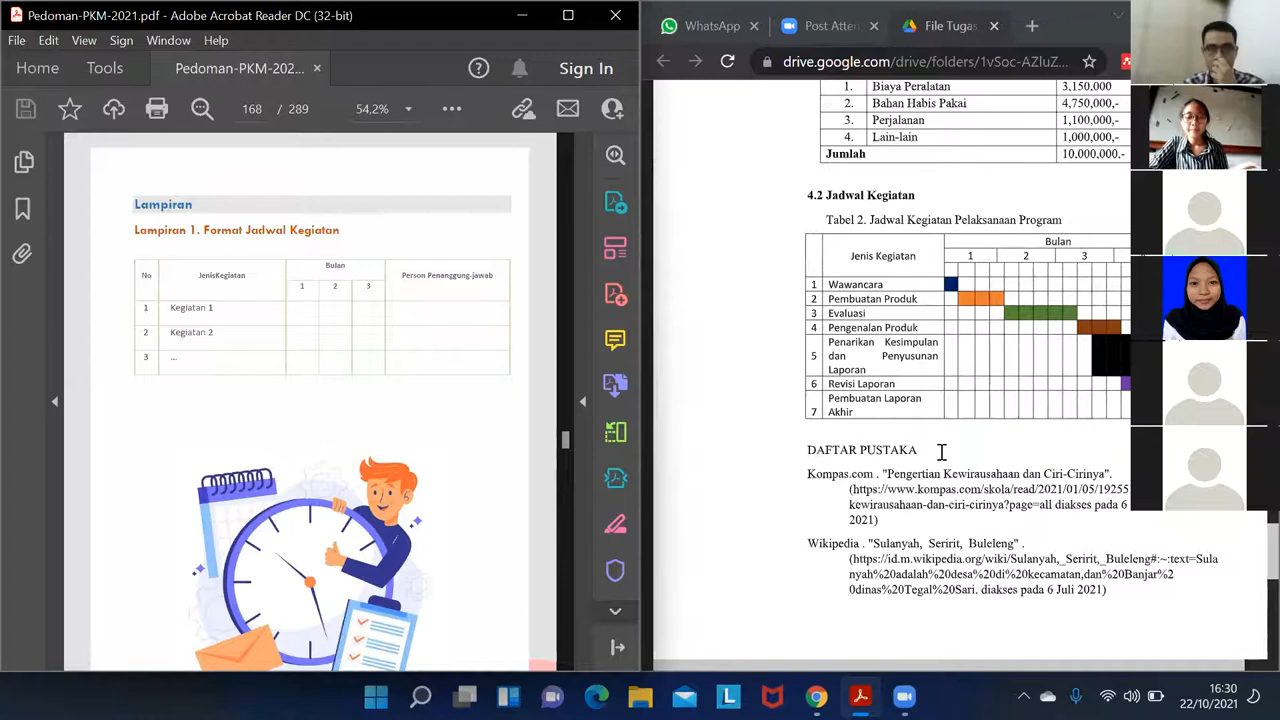 Pedoman-PKM-2021.pdf - Adobe Acrobat Reader DC (32-bit)
File Edit View Sign Window Help
Home Tools Pedoman-PKM-202... × Sign In
168 / 289 54,2%
Lampiran
Lampiran 1. Format Jadwal Kegiatan
No JenisKegiatan Bulan Person Penanggung-jawab
1 2 3
1 Kegiatan 1
2 Kegiatan 2
3 ...
WhatsApp Post Atten File Tugas
drive.google.com/drive/folders/1vSoc-AZluZ...
1. Biaya Peralatan 3,150,000
2. Bahan Habis Pakai 4,750,000,-
3. Perjalanan 1,100,000,-
4. Lain-lain 1,000,000,-
Jumlah 10,000,000,-
4.2 Jadwal Kegiatan
Tabel 2. Jadwal Kegiatan Pelaksanaan Program
Jenis Kegiatan Bulan
1 2 3
1 Wawancara
2 Pembuatan Produk
3 Evaluasi
4 Pengenalan Produk
5 Penarikan Kesimpulan
dan Penyusunan
Laporan
6 Revisi Laporan
7 Pembuatan Laporan
Akhir
DAFTAR PUSTAKA
Kompas.com . "Pengertian Kewirausahaan dan Ciri-Cirinya".
(https://www.kompas.com/skola/read/2021/01/05/19255
kewirausahaan-dan-ciri-cirinya?page=all diakses pada 6
2021)
Wikipedia . "Sulanyah, Seririt, Buleleng" .
(https://id.m.wikipedia.org/wiki/Sulanyah,_Seririt,_Buleleng#:~:text=Sula
nyah%20adalah%20desa%20di%20kecamatan,dan%20Banjar%2
0dinas%20Tegal%20Sari. diakses pada 6 Juli 2021)
16:30
22/10/2021